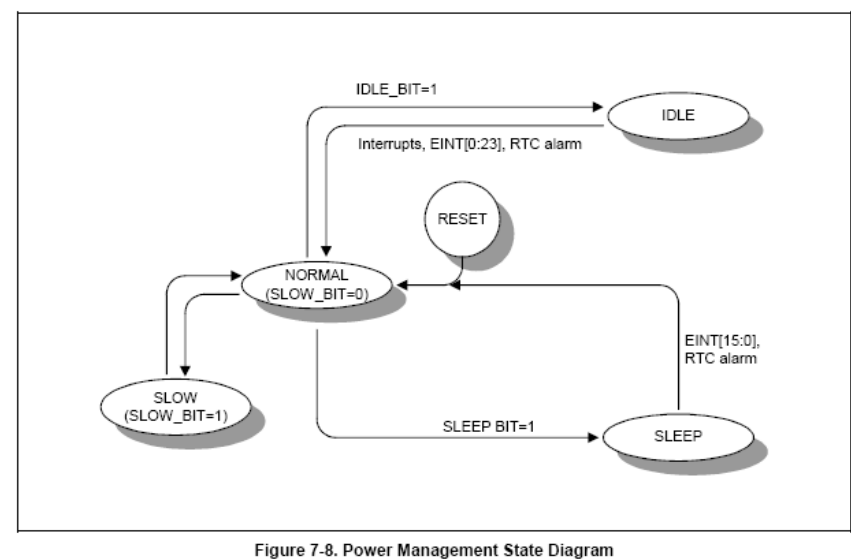 IDLE_BIT=1
IDLE
Interrupts, EINT[0:23], RTC alarm
RESET
NORMAL
(SLOW_BIT=0)
EINT[15:0],
RTC alarm
SLOW
(SLOW_BIT=1)
SLEEP BIT=1
SLEEP
Figure 7-8. Power Management State Diagram